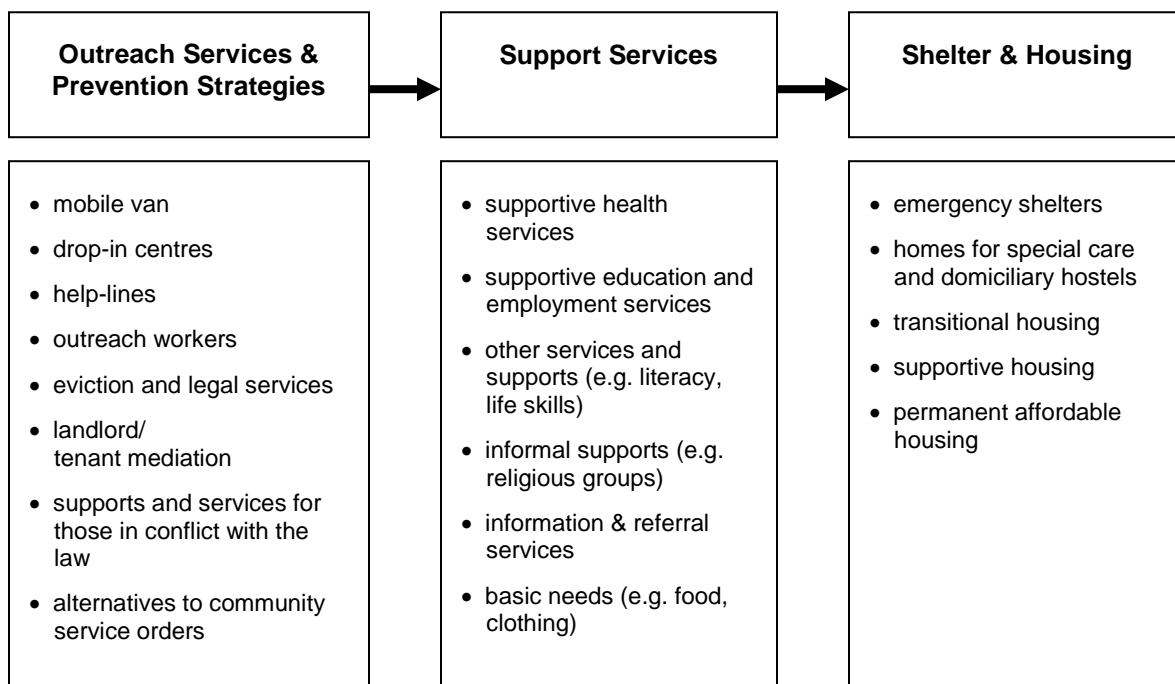 Outreach Services &
Prevention Strategies
Support Services
Shelter & Housing
• mobile van
• drop-in centres
• help-lines
• outreach workers
• eviction and legal services
• landlord/
tenant mediation
• supports and services for
those in conflict with the
law
• alternatives to community
service orders
• supportive health
services
• supportive education and
employment services
• other services and
supports (e.g. literacy,
life skills)
• informal supports (e.g.
religious groups)
• information & referral
services
• basic needs (e.g. food,
clothing)
• emergency shelters
• homes for special care
and domiciliary hostels
• transitional housing
• supportive housing
• permanent affordable
housing